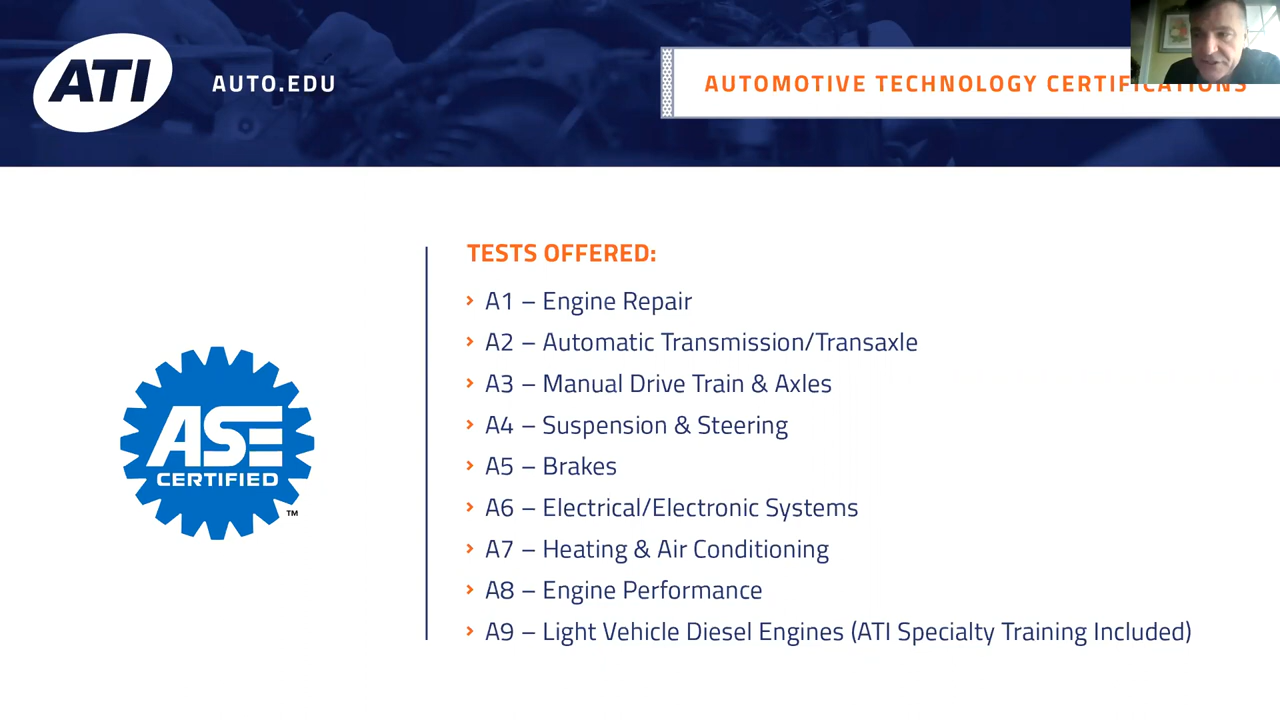 ATI
AUTO.EDU
AUTOMOTIVE TECHNOLOGY CERTIFICATIONS
TESTS OFFERED:
A1 – Engine Repair
A2 – Automatic Transmission/Transaxle
A3 – Manual Drive Train & Axles
A4 – Suspension & Steering
A5 – Brakes
A6 – Electrical/Electronic Systems
A7 – Heating & Air Conditioning
A8 – Engine Performance
A9 – Light Vehicle Diesel Engines (ATI Specialty Training Included)
ASE
CERTIFIED
TM